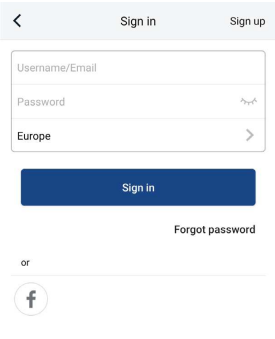 Sign in
Sign up
Username/Email
Password
Europe
Sign in
Forgot password
or
f